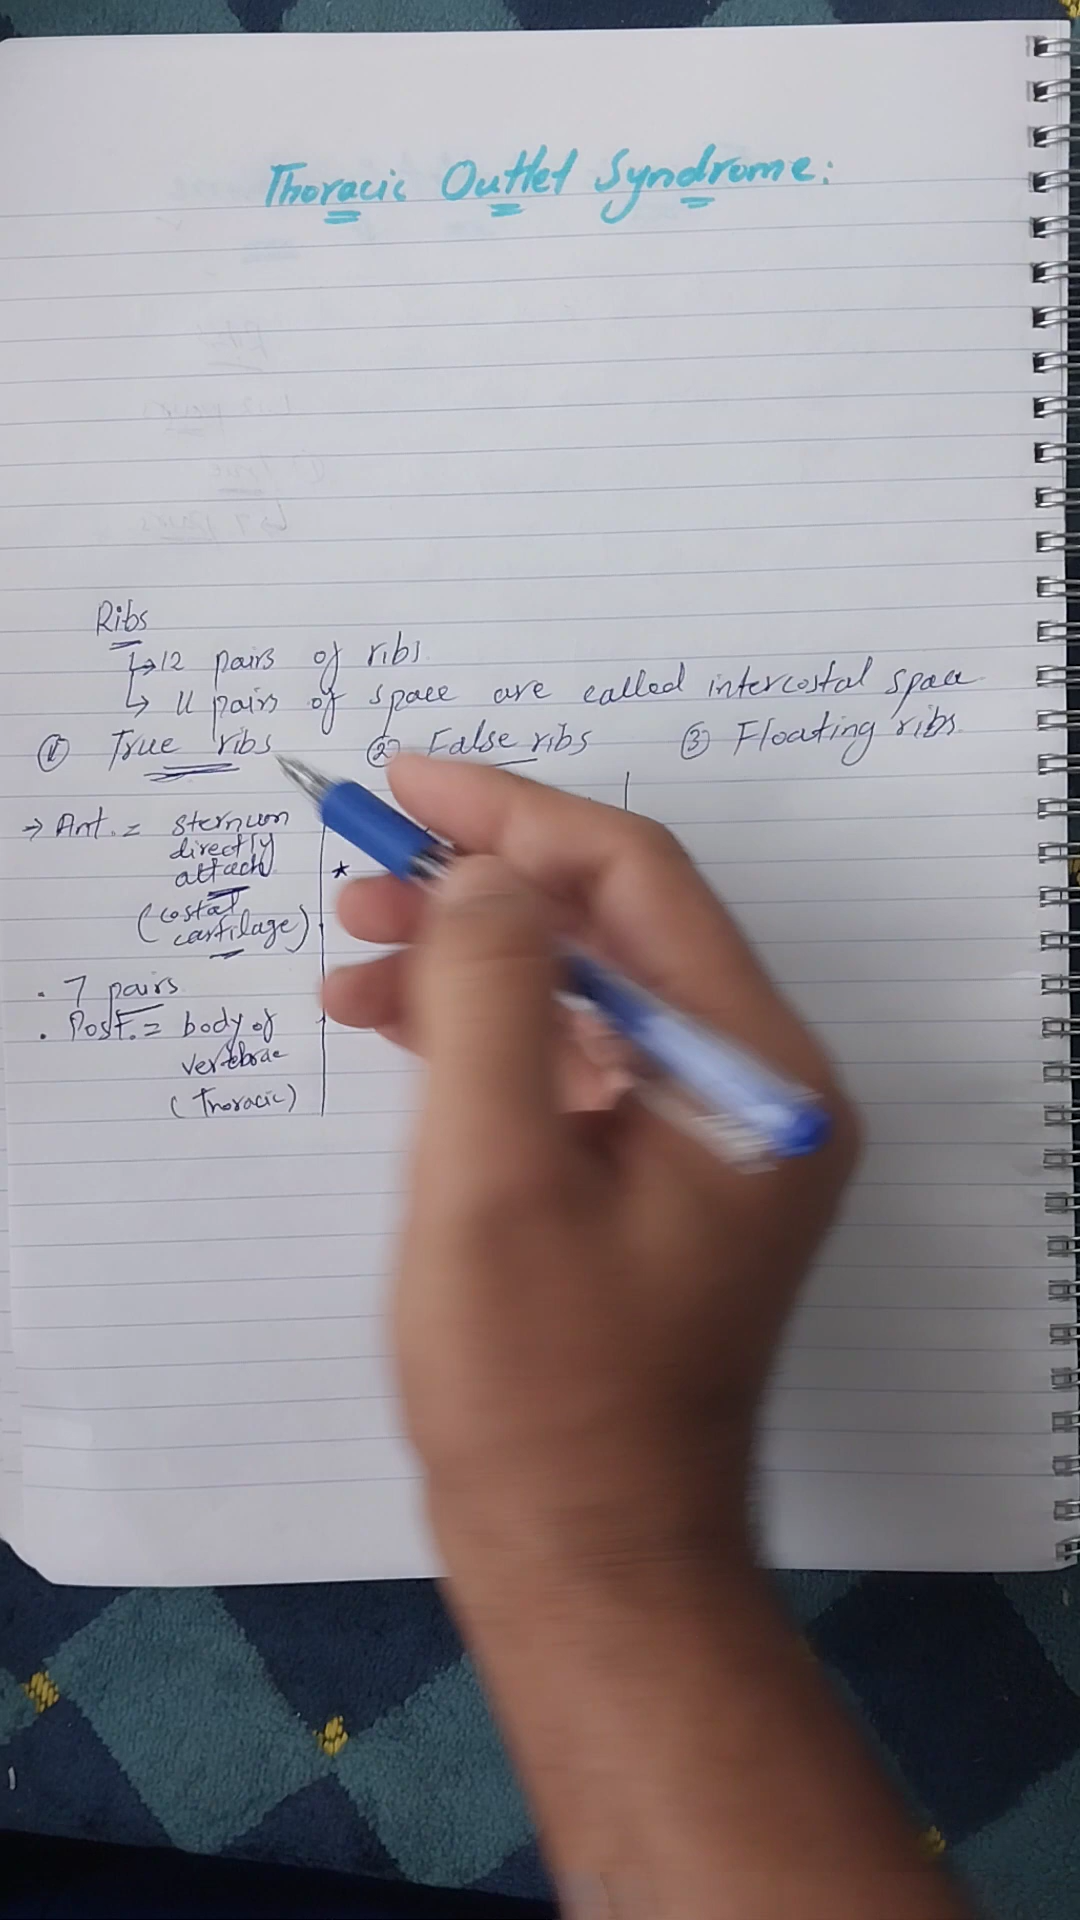 Thoracic Outlet Syndrome:
Ribs
↳ 12 pairs of ribs.
↳ 11 pairs of space are called intercostal space
① True ribs ② False ribs ③ Floating ribs.
→ Ant. = sternum
directly
attach
(costal
cartilage)
. 7 pairs
. Post. = body of
vertebrae
(Thoracic)
*